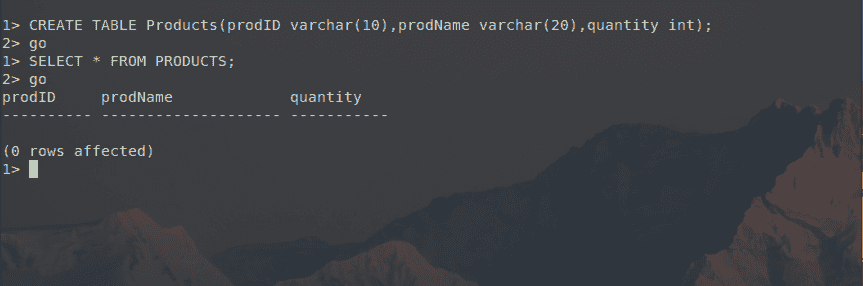 1> CREATE TABLE Products(prodID varchar(10),prodName varchar(20),quantity int);
2> go
1> SELECT * FROM PRODUCTS;
2> go
prodID     prodName             quantity
---------- -------------------- -----------
(0 rows affected)
1>